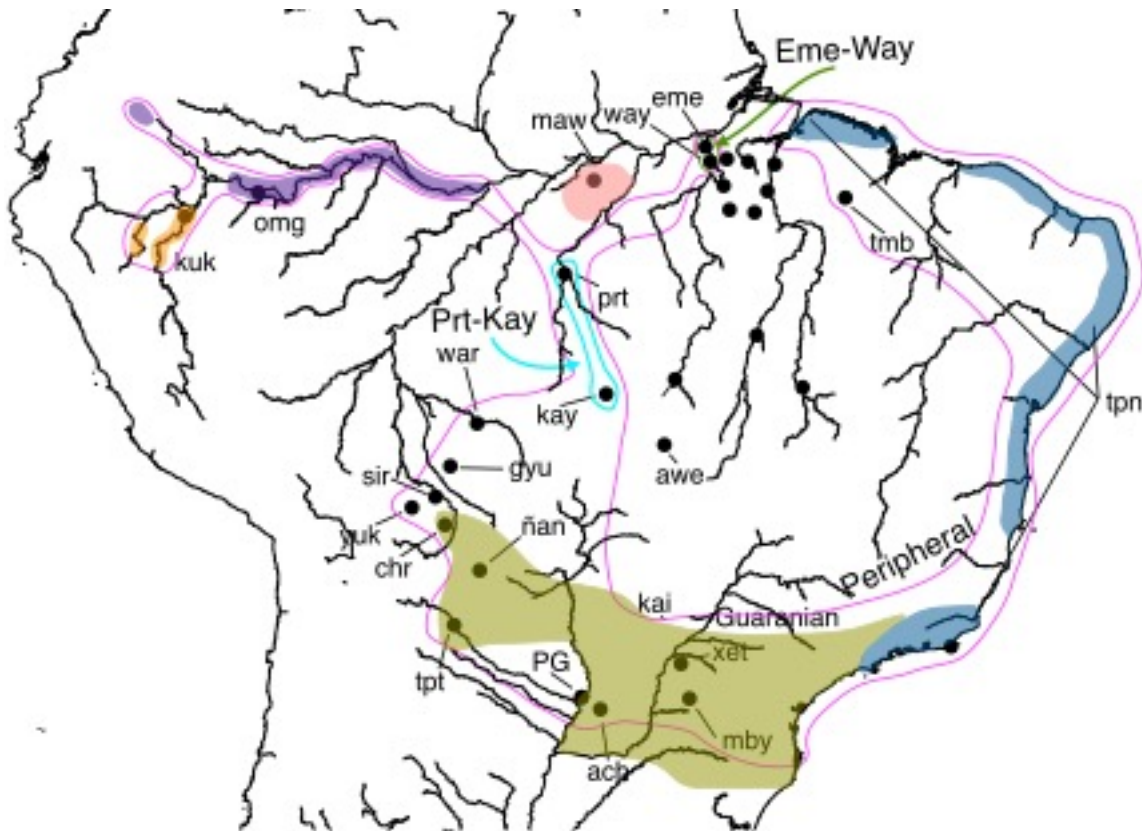 Eme-Way
eme
way
maw
omg
kuk
tmb
prt
Prt-Kay
war
kay
tpn
awe
gyu
sir
yuk
ñan
chr
Peripheral
kai
Guaranian
xet
PG
tpt
mby
ach